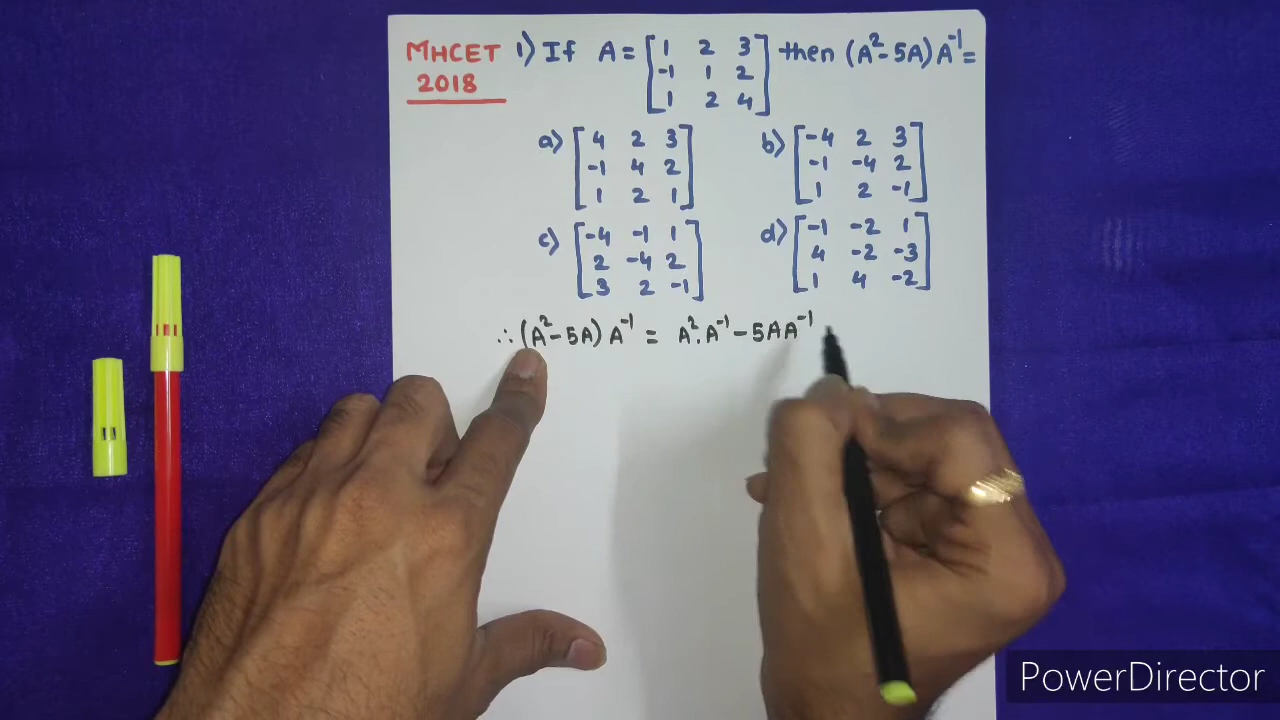 MHCET 1) If A = [ 1 2 3 ] then (A²-5A) A⁻¹ =
2018 [ -1 1 2 ]
[ 1 2 4 ]
a) [ 4 2 3 ] b) [ -4 2 3 ]
[ -1 4 2 ] [ -1 -4 2 ]
[ 1 2 1 ] [ 1 2 -1 ]
c) [ -4 -1 1 ] d) [ -1 -2 1 ]
[ 2 -4 2 ] [ 4 -2 -3 ]
[ 3 2 -1 ] [ 1 4 -2 ]
∴ (A²-5A) A⁻¹ = A².A⁻¹ - 5AA⁻¹
PowerDirector